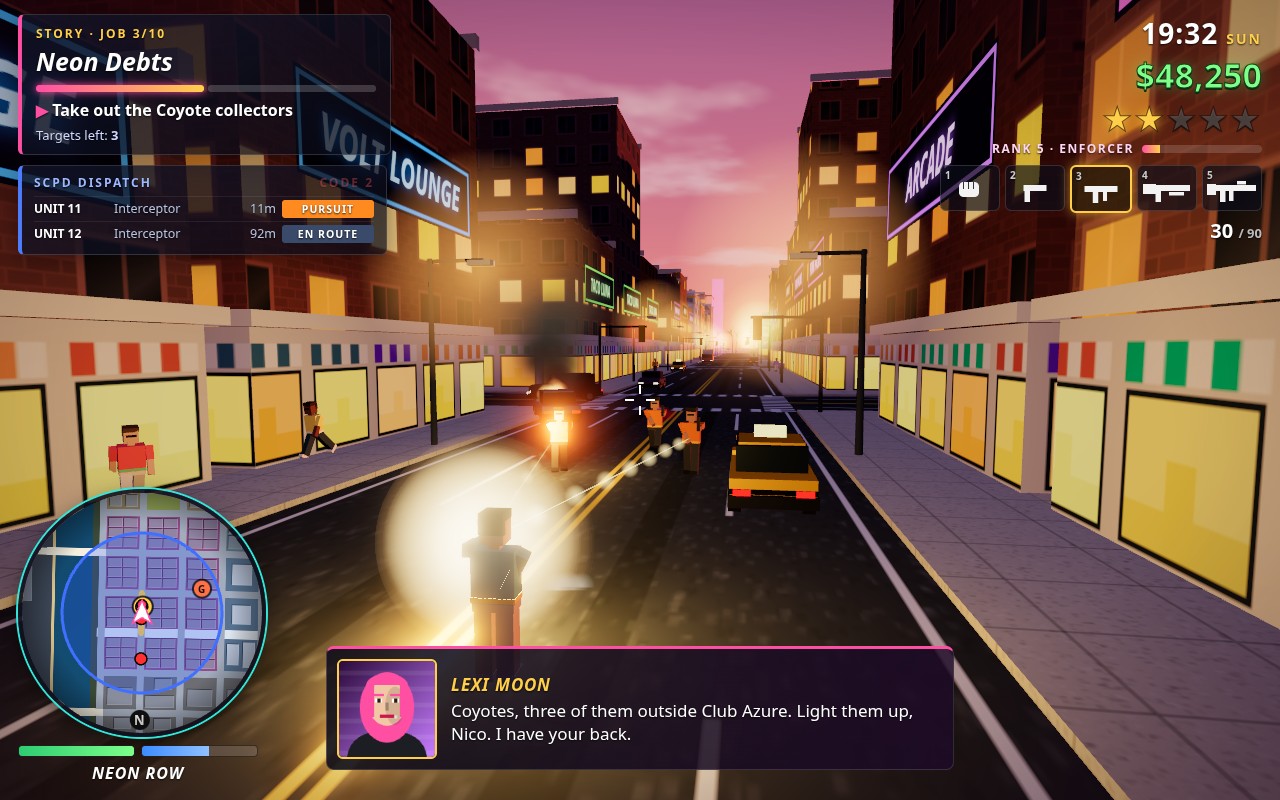 STORY · JOB 3/10
Neon Debts
▶ Take out the Coyote collectors
Targets left: 3
SCPD DISPATCH
CODE 2
UNIT 11 Interceptor 11m PURSUIT
UNIT 12 Interceptor 92m EN ROUTE
VOLT LOUNGE
ARCADE
19:32 SUN
$48,250
RANK 5 · ENFORCER
1 2 3 4 5
30 / 90
G
N
NEON ROW
LEXI MOON
Coyotes, three of them outside Club Azure. Light them up,
Nico. I have your back.